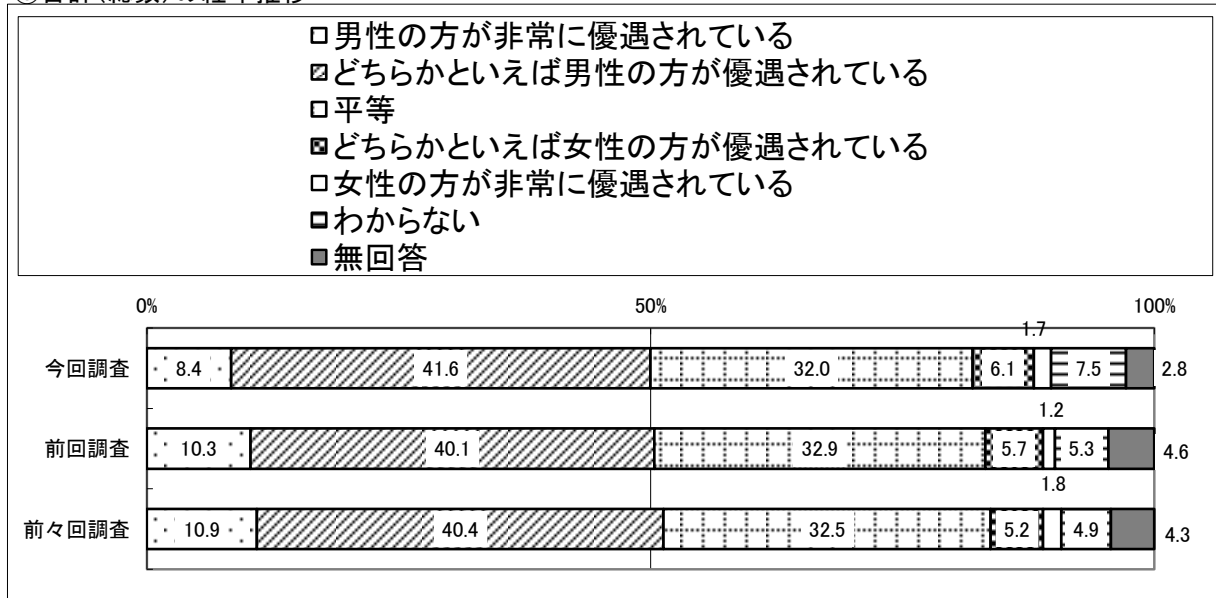 □男性の方が非常に優遇されている
どちらかといえば男性の方が優遇されている
平等
どちらかといえば女性の方が優遇されている
女性の方が非常に優遇されている
わからない
無回答
0% 50% 100%
1.7
今回調査 8.4 41.6 32.0 6.1 7.5 2.8
1.2
前回調査 10.3 40.1 32.9 5.7 5.3 4.6
1.8
前々回調査 10.9 40.4 32.5 5.2 4.9 4.3